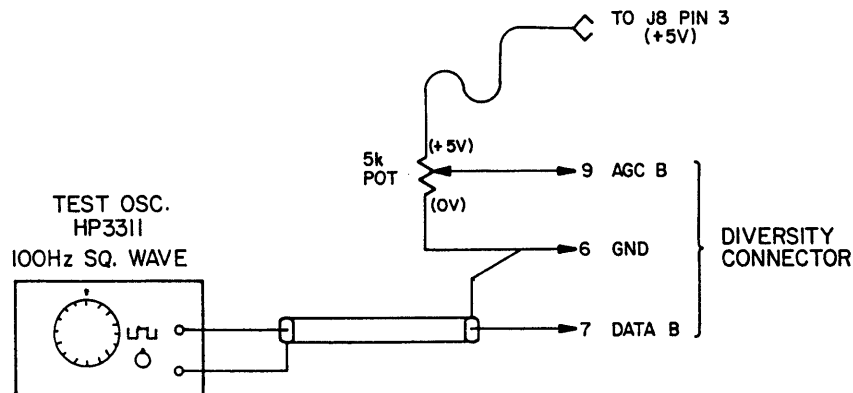 TO J8 PIN 3
(+5V)
(+5V)
5k
POT
9 AGC B
(0V)
TEST OSC.
HP3311
100Hz SQ. WAVE
6 GND
DIVERSITY
CONNECTOR
7 DATA B